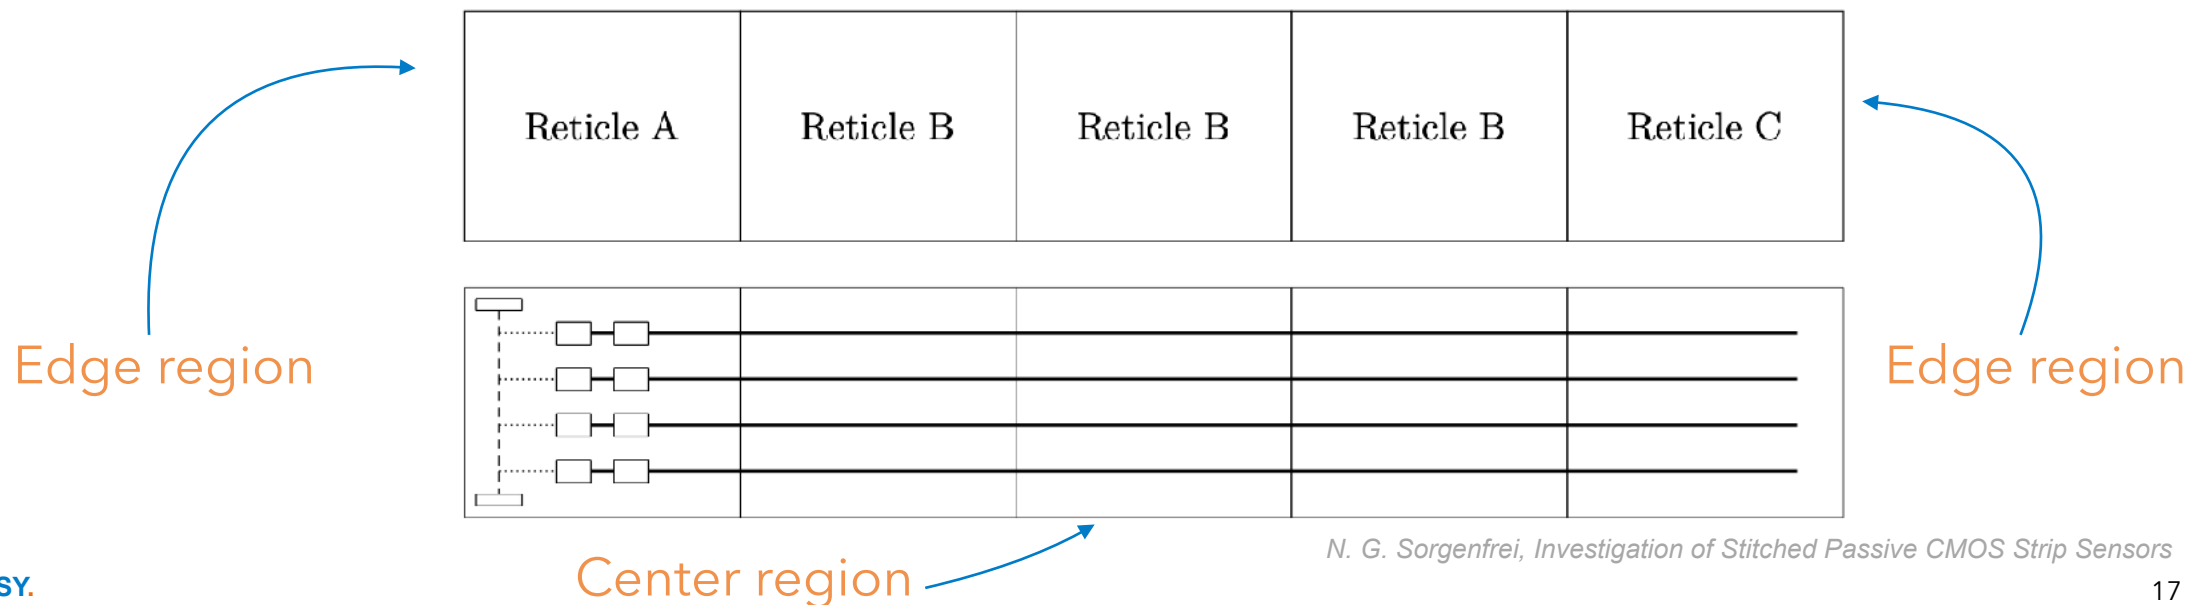 Reticle A Reticle B Reticle B Reticle B Reticle C
Edge region
Edge region
N. G. Sorgenfrei, Investigation of Stitched Passive CMOS Strip Sensors
Center region
SY.
17